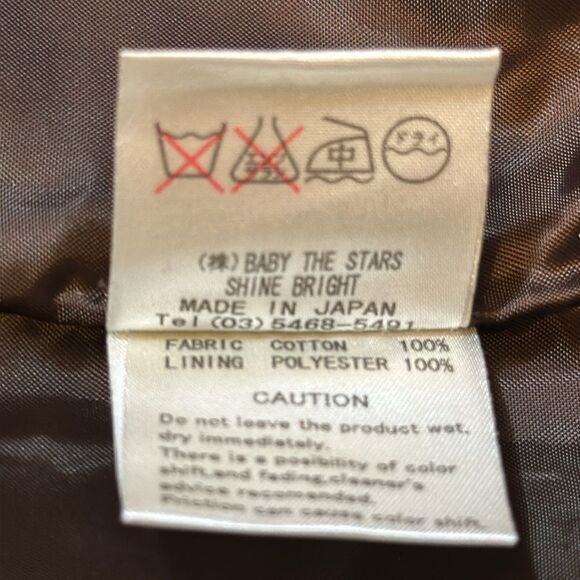 中 ドライ
(株) BABY THE STARS
SHINE BRIGHT
MADE IN JAPAN
Tel (03) 5468-5491
FABRIC COTTON 100%
LINING POLYESTER 100%
CAUTION
Do not leave the product wet,
dry immediately.
There is a posibility of color
shift,and fading,cleaner's
advice recomended.
Friction can cause color shift.